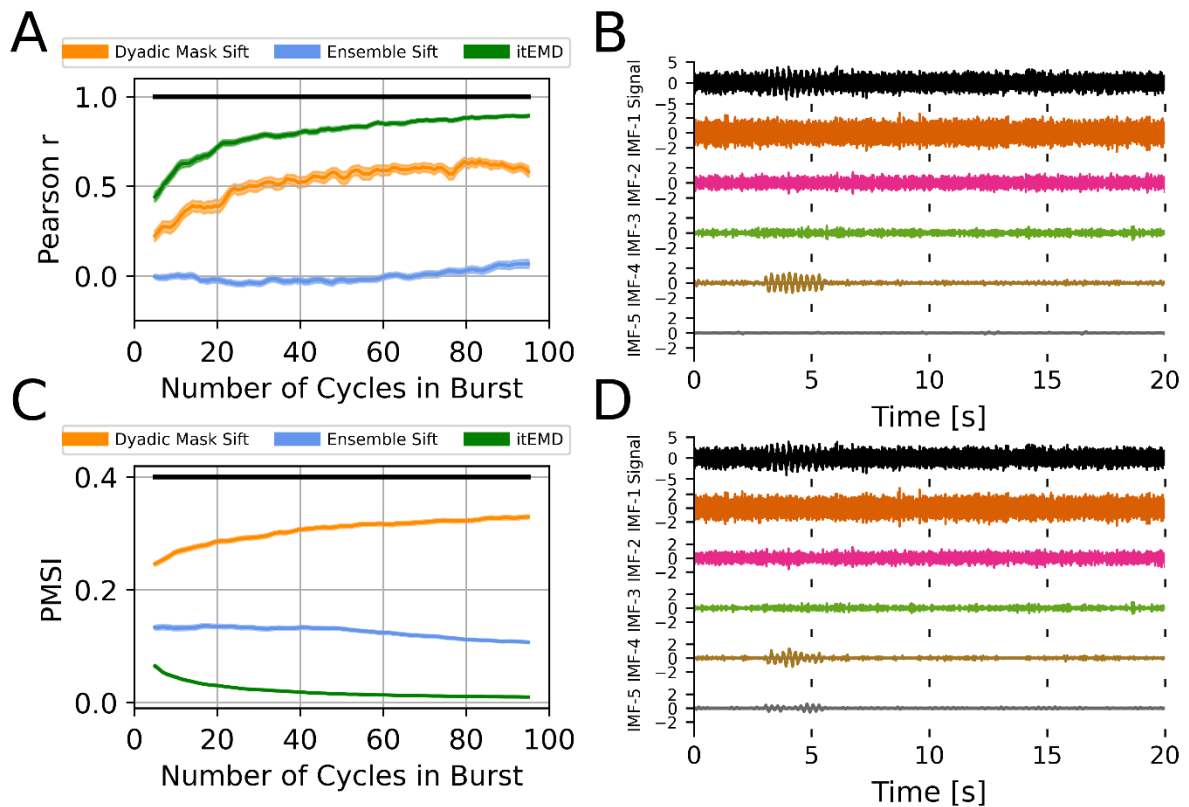 A
Dyadic Mask Sift Ensemble Sift itEMD
1.0
0.5
0.0
Pearson r
0 20 40 60 80 100
Number of Cycles in Burst
B
5
0
−5
Signal
2
0
−2
IMF-1
2
0
−2
IMF-2
2
0
−2
IMF-3
2
0
−2
IMF-4
2
0
−2
IMF-5
0 5 10 15 20
Time [s]
C
Dyadic Mask Sift Ensemble Sift itEMD
0.4
0.2
0.0
PMSI
0 20 40 60 80 100
Number of Cycles in Burst
D
5
0
−5
Signal
2
0
−2
IMF-1
2
0
−2
IMF-2
2
0
−2
IMF-3
2
0
−2
IMF-4
2
0
−2
IMF-5
0 5 10 15 20
Time [s]